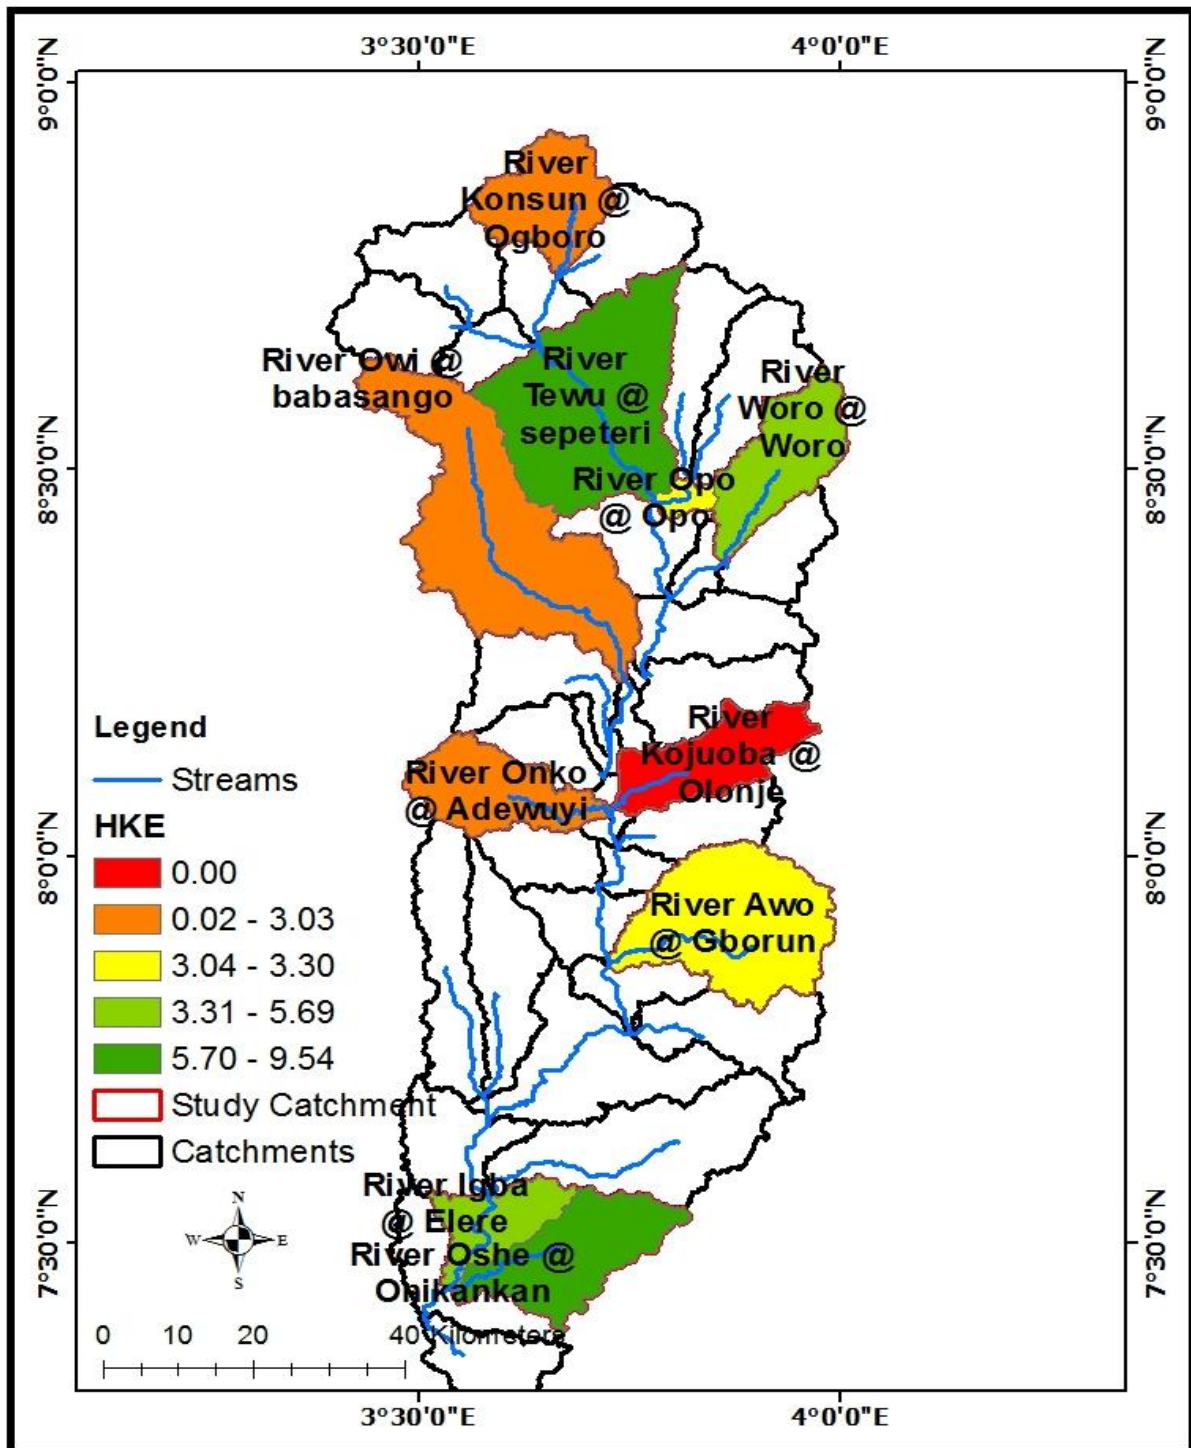 3°30'0"E 4°0'0"E
9°0'0"N 9°0'0"N
River
Konsun @
Ogboro
River Owi @
babasango
River
Tewu @
sepeteri
River
Woro @
Woro
8°30'0"N 8°30'0"N
River Opo
@ Opo
River
Kojuoba @
Olonje
River Onko
@ Adewuyi
Legend
Streams
HKE
0.00
0.02 - 3.03
3.04 - 3.30
3.31 - 5.69
5.70 - 9.54
Study Catchment
Catchments
8°0'0"N 8°0'0"N
River Awo
@ Gborun
River Igba
@ Elere
River Oshe @
Onikankan
N
W E
S
7°30'0"N 7°30'0"N
0 10 20 40 Kilometers
3°30'0"E 4°0'0"E